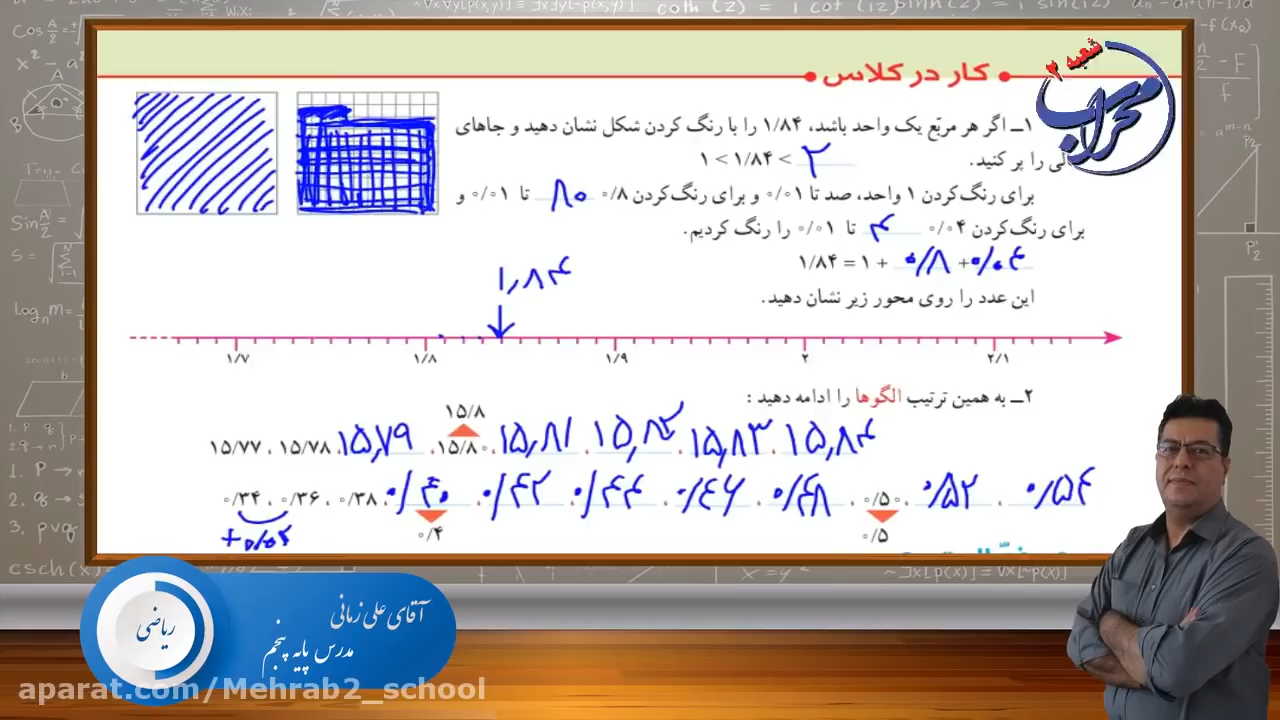 کار در کلاس
شعبه ۲
محراب
۱ــ اگر هر مربّع یک واحد باشد، ۱/۸۴ را با رنگ کردن شکل نشان دهید و جاهای
الی را پر کنید. ۱ < ۱/۸۴ < ۲
برای رنگ‌کردن ۱ واحد، صد تا ۰/۰۱ و برای رنگ‌کردن ۰/۸ ۸۰ تا ۰/۰۱ و
برای رنگ‌کردن ۰/۰۴ ۴ تا ۰/۰۱ را رنگ کردیم.
۱/۸۴ = ۱ + ۰/۸ + ۰/۰۴
این عدد را روی محور زیر نشان دهید.
۱,۸۴
۱/۷ ۱/۸ ۱/۹ ۲ ۲/۱
۲ــ به همین ترتیب الگوها را ادامه دهید :
۱۵/۸
۱۵/۷۷ ، ۱۵/۷۸ ، ۱۵,۷۹ ، ۱۵/۸۰ ، ۱۵,۸۱ ، ۱۵,۸۲ ، ۱۵,۸۳ ، ۱۵,۸۴
۰/۳۴ ، ۰/۳۶ ، ۰/۳۸ ، ۰/۴۰ ، ۰/۴۲ ، ۰/۴۴ ، ۰/۴۶ ، ۰/۴۸ ، ۰/۵۰ ، ۰/۵۲ ، ۰/۵۴
۰/۴ ۰/۵
آقای علی زمانی
مدرس پایه پنجم
ریاضی
aparat.com/Mehrab2_school